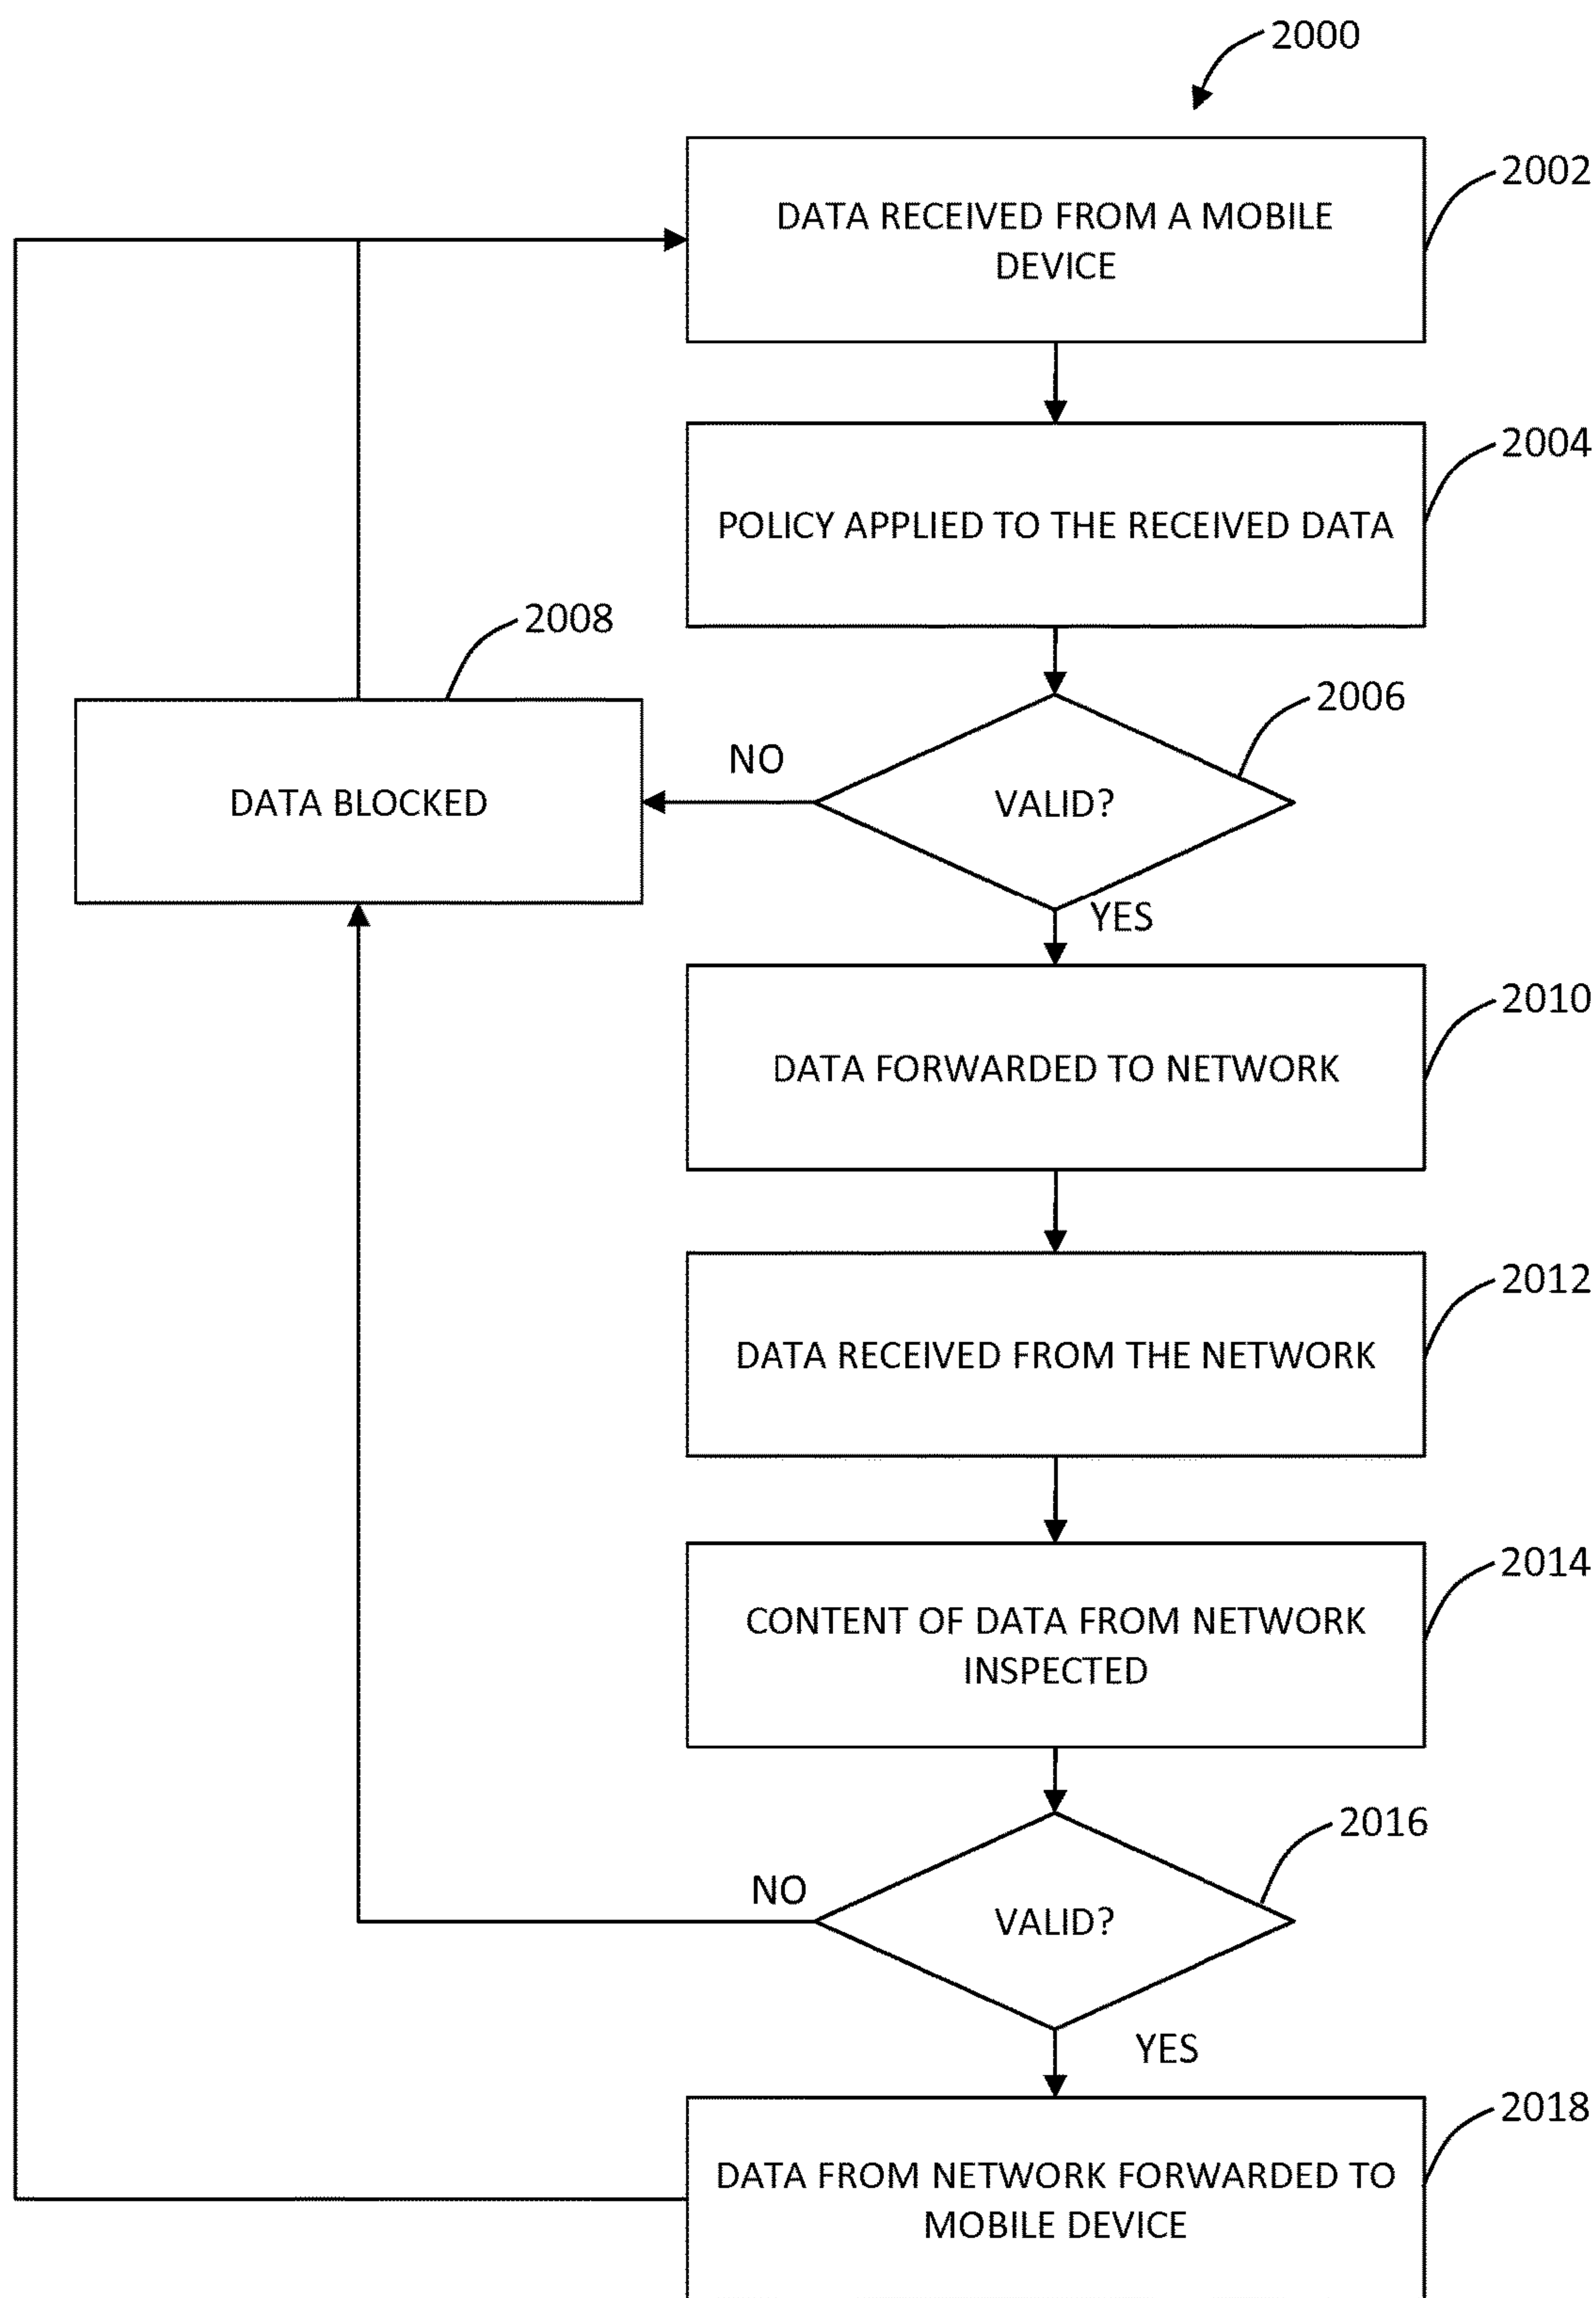 2000
2002
DATA RECEIVED FROM A MOBILE
DEVICE
2004
POLICY APPLIED TO THE RECEIVED DATA
2008
2006
NO
DATA BLOCKED
VALID?
YES
2010
DATA FORWARDED TO NETWORK
2012
DATA RECEIVED FROM THE NETWORK
2014
CONTENT OF DATA FROM NETWORK
INSPECTED
2016
NO
VALID?
YES
2018
DATA FROM NETWORK FORWARDED TO
MOBILE DEVICE